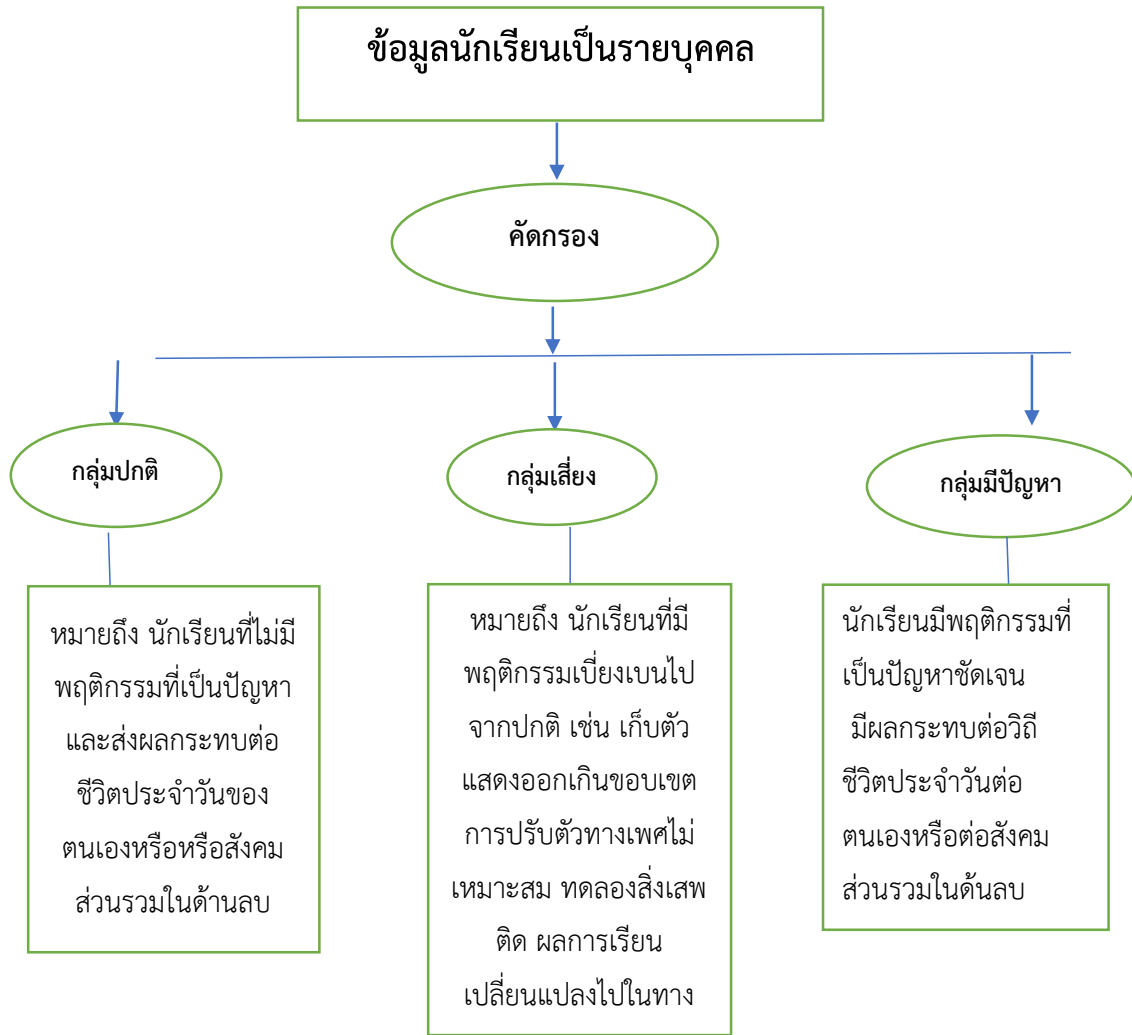 ข้อมูลนักเรียนเป็นรายบุคคล
คัดกรอง
กลุ่มปกติ
กลุ่มเสี่ยง
กลุ่มมีปัญหา
หมายถึง นักเรียนที่ไม่มี
พฤติกรรมที่เป็นปัญหา
และส่งผลกระทบต่อ
ชีวิตประจำวันของ
ตนเองหรือหรือสังคม
ส่วนรวมในด้านลบ
หมายถึง นักเรียนที่มี
พฤติกรรมเบี่ยงเบนไป
จากปกติ เช่น เก็บตัว
แสดงออกเกินขอบเขต
การปรับตัวทางเพศไม่
เหมาะสม ทดลองสิ่งเสพ
ติด ผลการเรียน
เปลี่ยนแปลงไปในทาง
นักเรียนมีพฤติกรรมที่
เป็นปัญหาชัดเจน
มีผลกระทบต่อวิถี
ชีวิตประจำวันต่อ
ตนเองหรือต่อสังคม
ส่วนรวมในด้นลบ